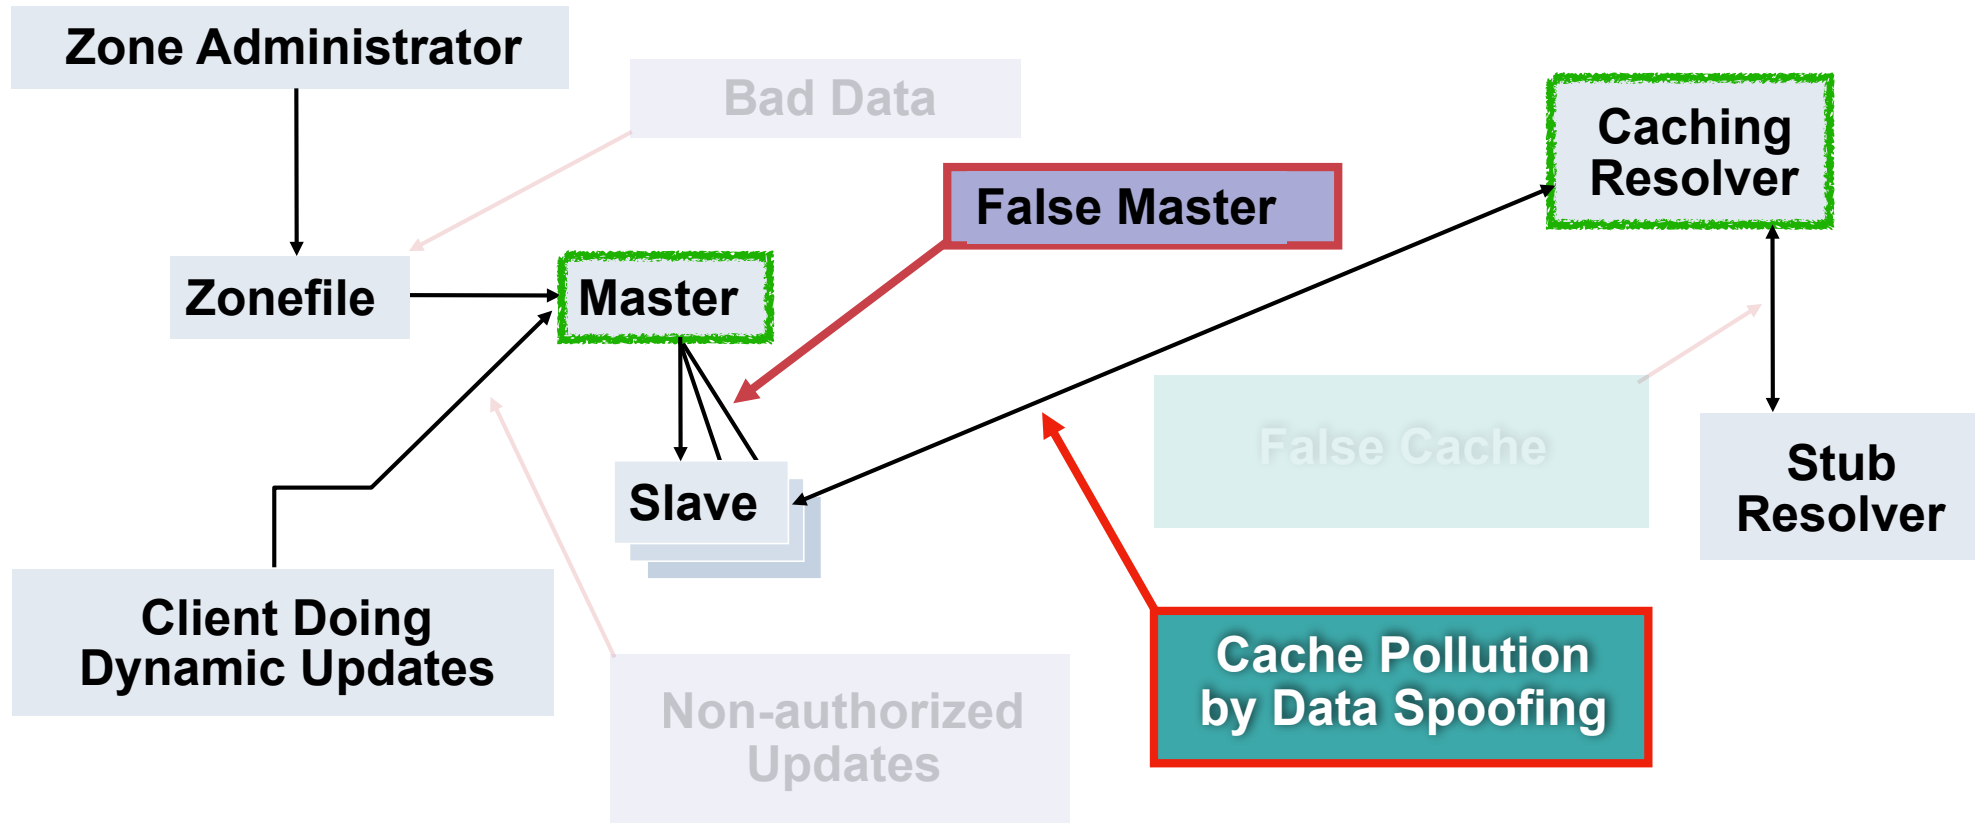 Zone Administrator
Bad Data
Caching
Resolver
False Master
Zonefile
Master
False Cache
Stub
Resolver
Slave
Client Doing
Dynamic Updates
Non-authorized
Updates
Cache Pollution
by Data Spoofing